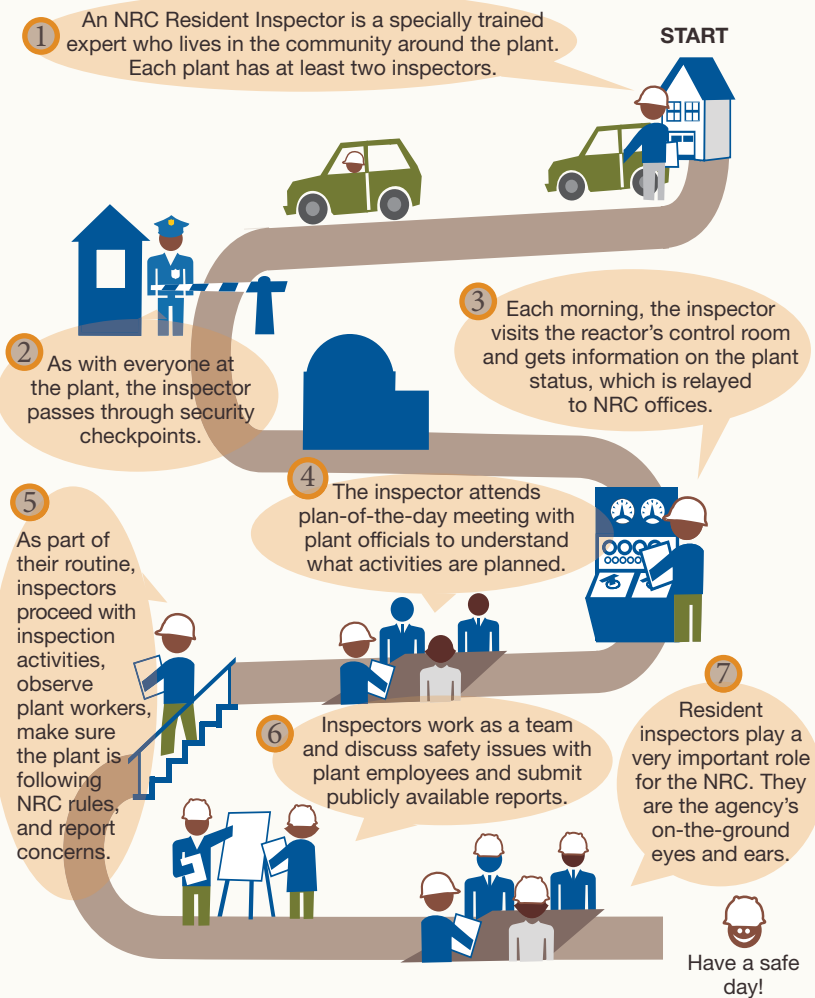 START
1
An NRC Resident Inspector is a specially trained
expert who lives in the community around the plant.
Each plant has at least two inspectors.
2
As with everyone at
the plant, the inspector
passes through security
checkpoints.
3
Each morning, the inspector
visits the reactor's control room
and gets information on the plant
status, which is relayed
to NRC offices.
4
The inspector attends
plan-of-the-day meeting with
plant officials to understand
what activities are planned.
5
As part of
their routine,
inspectors
proceed with
inspection
activities,
observe
plant workers,
make sure
the plant is
following
NRC rules,
and report
concerns.
6
Inspectors work as a team
and discuss safety issues with
plant employees and submit
publicly available reports.
7
Resident
inspectors play a
very important role
for the NRC. They
are the agency's
on-the-ground
eyes and ears.
Have a safe
day!